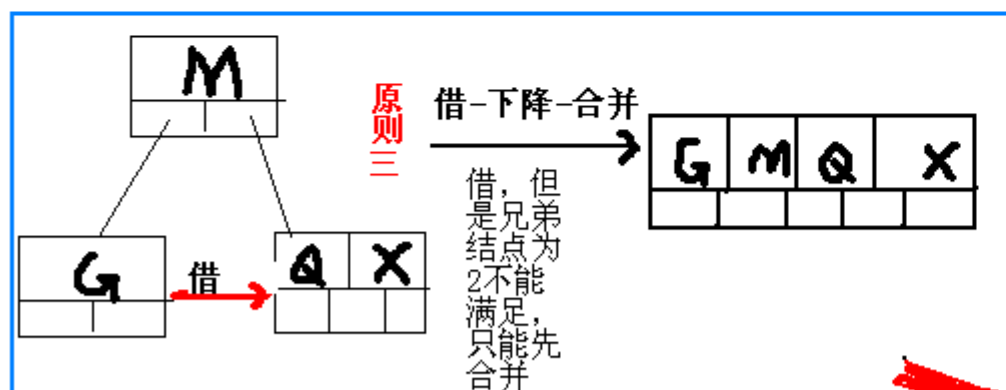 M
原则三
借-下降-合并
G M Q X
借，但
是兄弟
结点为
2不能
满足，
只能先
合并
G
借
Q X